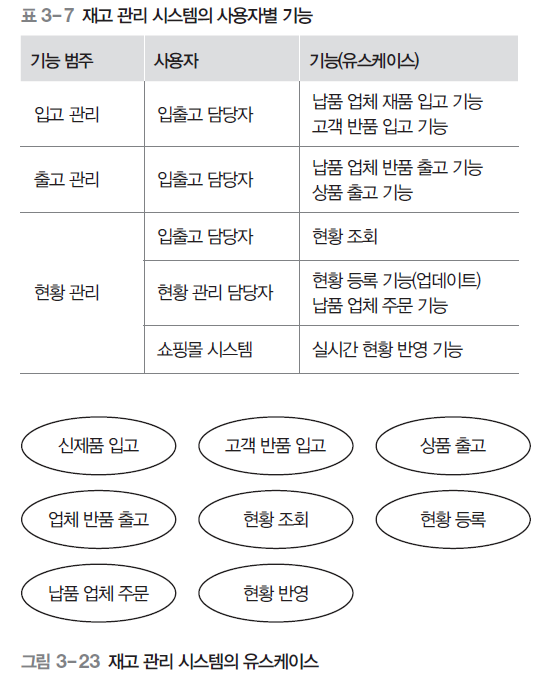 표 3-7 재고 관리 시스템의 사용자별 기능
기능 범주 사용자 기능(유스케이스)
입고 관리 입출고 담당자 납품 업체 재품 입고 기능
고객 반품 입고 기능
출고 관리 입출고 담당자 납품 업체 반품 출고 기능
상품 출고 기능
현황 관리 입출고 담당자 현황 조회
현황 관리 담당자 현황 등록 기능(업데이트)
납품 업체 주문 기능
쇼핑몰 시스템 실시간 현황 반영 기능
신제품 입고 고객 반품 입고 상품 출고
업체 반품 출고 현황 조회 현황 등록
납품 업체 주문 현황 반영
그림 3-23 재고 관리 시스템의 유스케이스